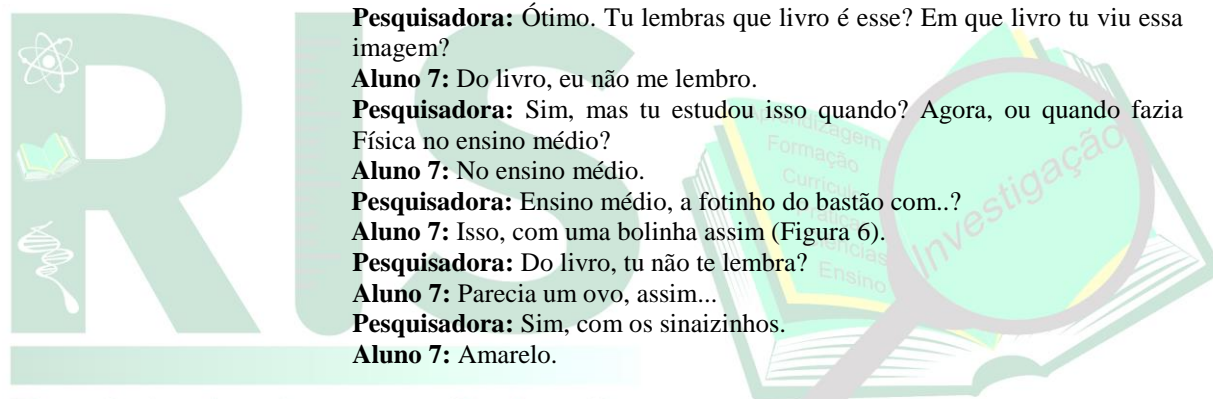 Pesquisadora: Ótimo. Tu lembras que livro é esse? Em que livro tu viu essa
imagem?
Aluno 7: Do livro, eu não me lembro.
Pesquisadora: Sim, mas tu estudou isso quando? Agora, ou quando fazia
Física no ensino médio?
Aluno 7: No ensino médio.
Pesquisadora: Ensino médio, a fotinho do bastão com..?
Aluno 7: Isso, com uma bolinha assim (Figura 6).
Pesquisadora: Do livro, tu não te lembra?
Aluno 7: Parecia um ovo, assim...
Pesquisadora: Sim, com os sinaizinhos.
Aluno 7: Amarelo.
RIS
Formação
Ensino
Investigação